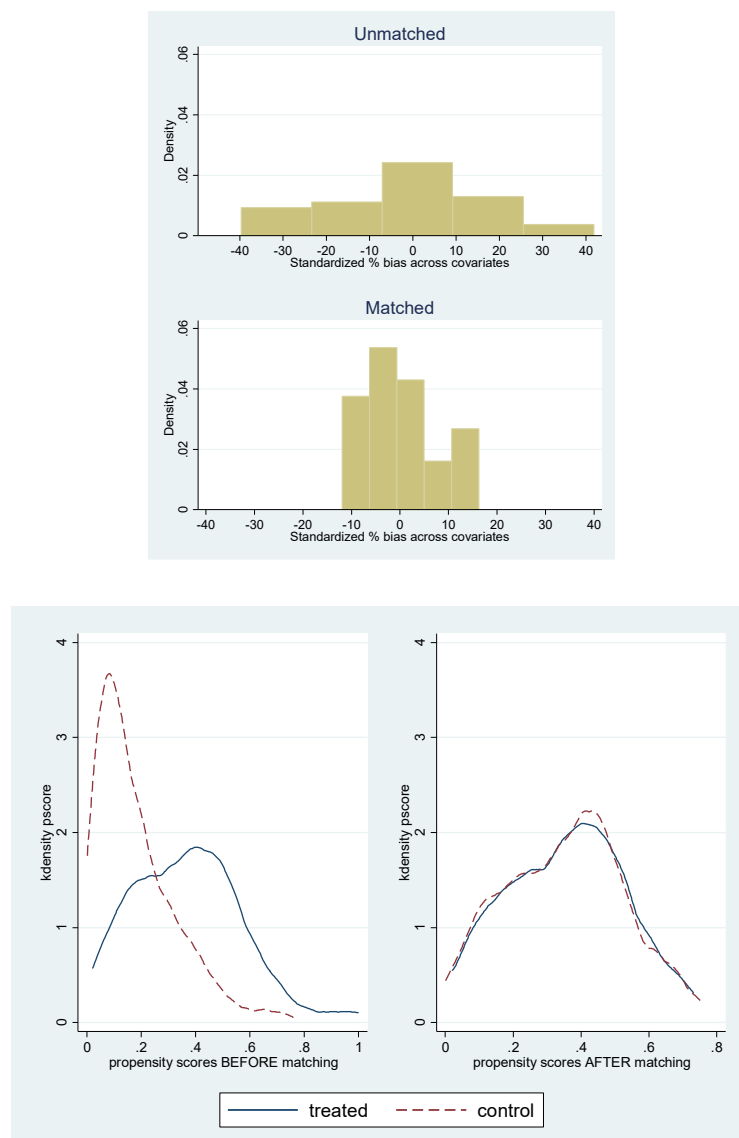 Unmatched
Density
.06
.04
.02
0
-40 -30 -20 -10 0 10 20 30 40
Standardized % bias across covariates
Matched
Density
.06
.04
.02
0
-40 -30 -20 -10 0 10 20 30 40
Standardized % bias across covariates
kdensity pscore
4
3
2
1
0
0 .2 .4 .6 .8 1
propensity scores BEFORE matching
kdensity pscore
4
3
2
1
0
0 .2 .4 .6 .8
propensity scores AFTER matching
treated control